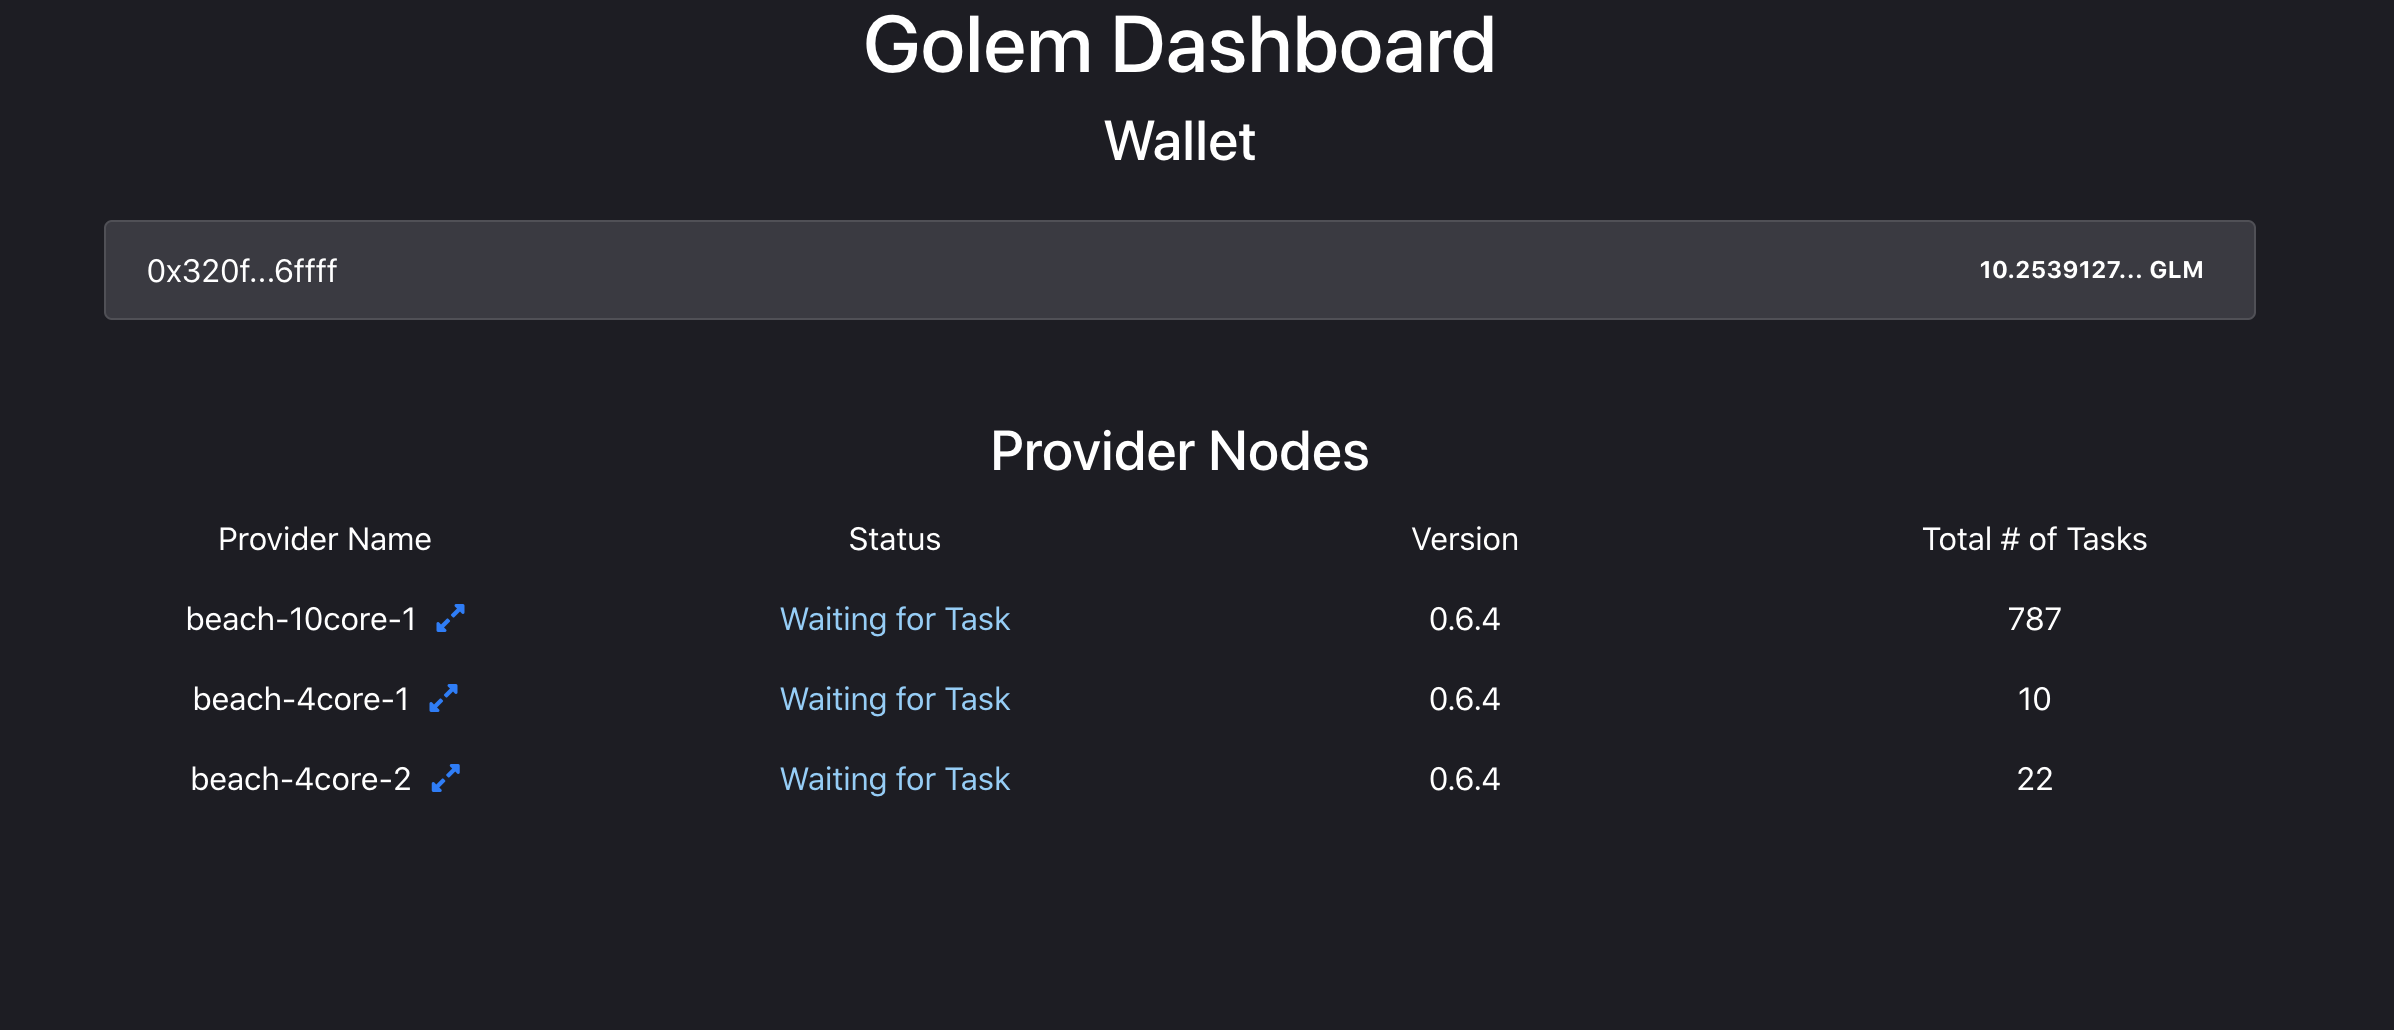 Golem Dashboard
Wallet
0x320f...6ffff 10.2539127... GLM
Provider Nodes
Provider Name Status Version Total # of Tasks
beach-10core-1 Waiting for Task 0.6.4 787
beach-4core-1 Waiting for Task 0.6.4 10
beach-4core-2 Waiting for Task 0.6.4 22